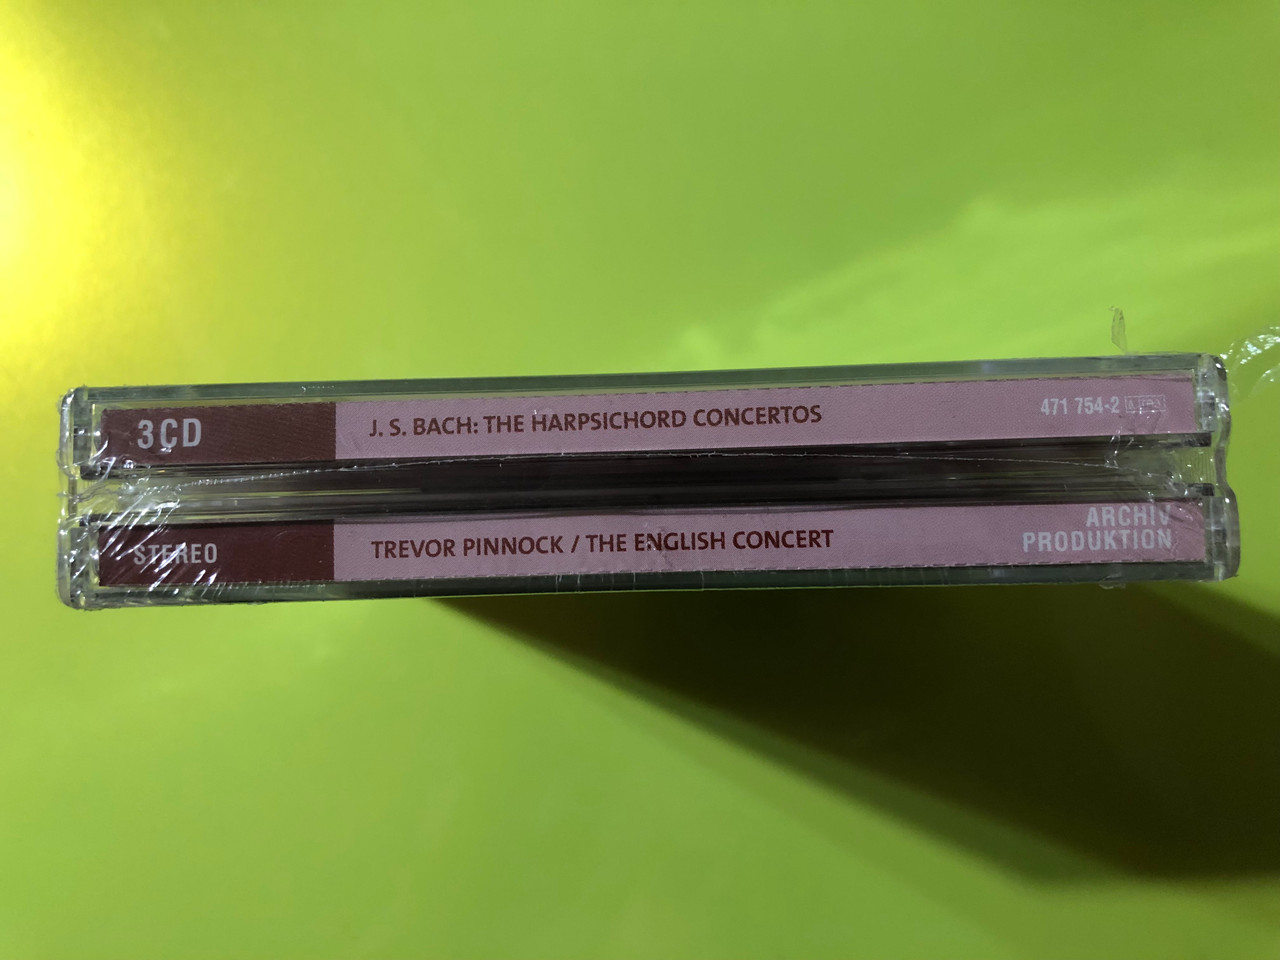 3CD
J. S. BACH: THE HARPSICHORD CONCERTOS
471 754-2
STEREO
TREVOR PINNOCK / THE ENGLISH CONCERT
ARCHIV
PRODUKTION